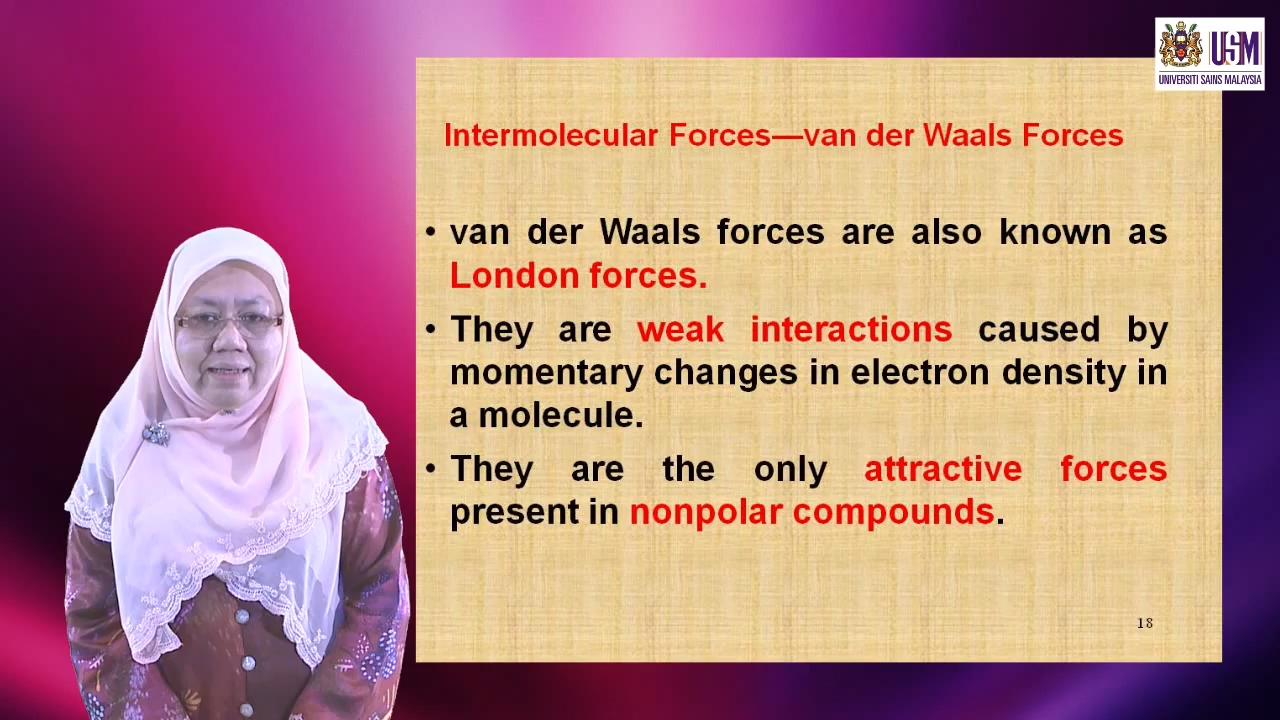 USM
UNIVERSITI SAINS MALAYSIA
Intermolecular Forces—van der Waals Forces
• van der Waals forces are also known as
London forces.
• They are weak interactions caused by
momentary changes in electron density in
a molecule.
• They are the only attractive forces
present in nonpolar compounds.
18